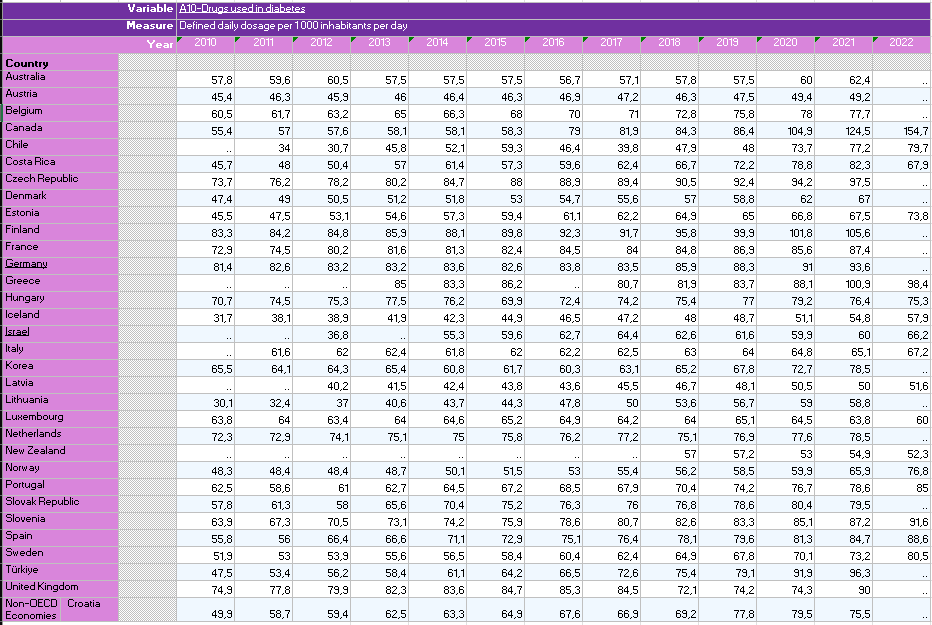 Variable A10-Drugs used in diabetes
Measure Defined daily dosage per 1 000 inhabitants per day
Year 2010 2011 2012 2013 2014 2015 2016 2017 2018 2019 2020 2021 2022
Country
Australia 57,8 59,6 60,5 57,5 57,5 57,5 56,7 57,1 57,8 57,5 60 62,4 ..
Austria 45,4 46,3 45,9 46 46,4 46,3 46,9 47,2 46,3 47,5 49,4 49,2 ..
Belgium 60,5 61,7 63,2 65 66,3 68 70 71 72,8 75,8 78 77,7 ..
Canada 55,4 57 57,6 58,1 58,1 58,3 79 81,9 84,3 86,4 104,9 124,5 154,7
Chile .. 34 30,7 45,8 52,1 59,3 46,4 39,8 47,9 48 73,7 77,2 79,7
Costa Rica 45,7 48 50,4 57 61,4 57,3 59,6 62,4 66,7 72,2 78,8 82,3 67,9
Czech Republic 73,7 76,2 78,2 80,2 84,7 88 88,9 89,4 90,5 92,4 94,2 97,5 ..
Denmark 47,4 49 50,5 51,2 51,8 53 54,7 55,6 57 58,8 62 67 ..
Estonia 45,5 47,5 53,1 54,6 57,3 59,4 61,1 62,2 64,9 65 66,8 67,5 73,8
Finland 83,3 84,2 84,8 85,9 88,1 89,8 92,3 91,7 95,8 99,9 101,8 105,6 ..
France 72,9 74,5 80,2 81,6 81,3 82,4 84,5 84 84,8 86,9 85,6 87,4 ..
Germany 81,4 82,6 83,2 83,2 83,6 82,6 83,8 83,5 85,9 88,3 91 93,6 ..
Greece .. .. .. 85 83,3 86,2 .. 80,7 81,9 83,7 88,1 100,9 98,4
Hungary 70,7 74,5 75,3 77,5 76,2 69,9 72,4 74,2 75,4 77 79,2 76,4 75,3
Iceland 31,7 38,1 38,9 41,9 42,3 44,9 46,5 47,2 48 48,7 51,1 54,8 57,9
Israel .. .. 36,8 .. 55,3 59,6 62,7 64,4 62,6 61,6 59,9 60 66,2
Italy .. 61,6 62 62,4 61,8 62 62,2 62,5 63 64 64,8 65,1 67,2
Korea 65,5 64,1 64,3 65,4 60,8 61,7 60,3 63,1 65,2 67,8 72,7 78,5 ..
Latvia .. .. 40,2 41,5 42,4 43,8 43,6 45,5 46,7 48,1 50,5 50 51,6
Lithuania 30,1 32,4 37 40,6 43,7 44,3 47,8 50 53,6 56,7 59 58,8 ..
Luxembourg 63,8 64 63,4 64 64,6 65,2 64,9 64,2 64 65,1 64,5 63,8 60
Netherlands 72,3 72,9 74,1 75,1 75 75,8 76,2 77,2 75,1 76,9 77,6 78,5 ..
New Zealand .. .. .. .. .. .. .. .. 57 57,2 53 54,9 52,3
Norway 48,3 48,4 48,4 48,7 50,1 51,5 53 55,4 56,2 58,5 59,9 65,9 76,8
Portugal 62,5 58,6 61 62,7 64,5 67,2 68,5 67,9 70,4 74,2 76,7 78,6 85
Slovak Republic 57,8 61,3 58 65,6 70,4 75,2 76,3 76 76,8 78,6 80,4 79,5 ..
Slovenia 63,9 67,3 70,5 73,1 74,2 75,9 78,6 80,7 82,6 83,3 85,1 87,2 91,6
Spain 55,8 56 66,4 66,6 71,1 72,9 75,1 76,4 78,1 79,6 81,3 84,7 88,6
Sweden 51,9 53 53,9 55,6 56,5 58,4 60,4 62,4 64,9 67,8 70,1 73,2 80,5
Türkiye 47,5 53,4 56,2 58,4 61,1 64,2 66,5 72,6 75,4 79,1 91,9 96,3 ..
United Kingdom 74,9 77,8 79,9 82,3 83,6 84,7 85,3 84,5 72,1 74,2 74,3 90 ..
Non-OECD Economies Croatia 49,9 58,7 59,4 62,5 63,3 64,9 67,6 66,9 69,2 77,8 79,5 75,5 ..